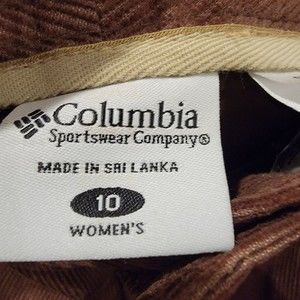 Columbia
Sportswear Company®
MADE IN SRI LANKA
10
WOMEN'S